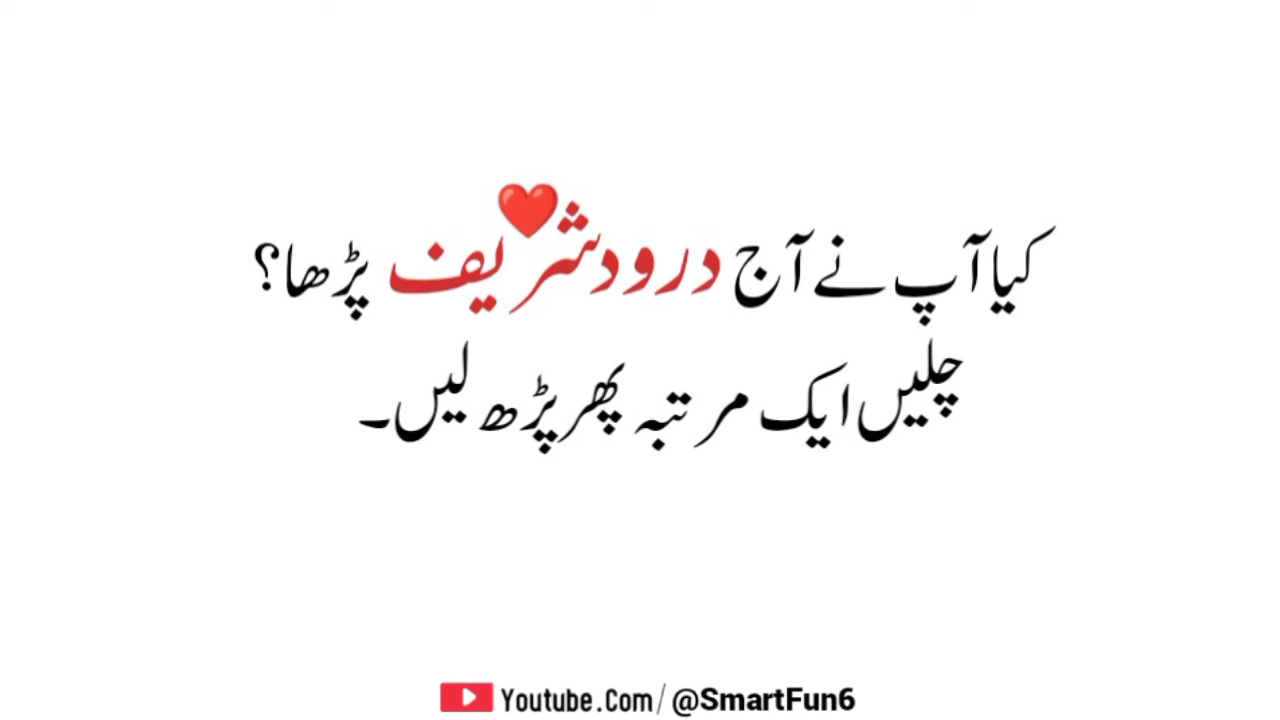 کیا آپ نے آج درود شریف پڑھا؟
چلیں ایک مرتبہ پھر پڑھ لیں۔
Youtube.Com/@SmartFun6